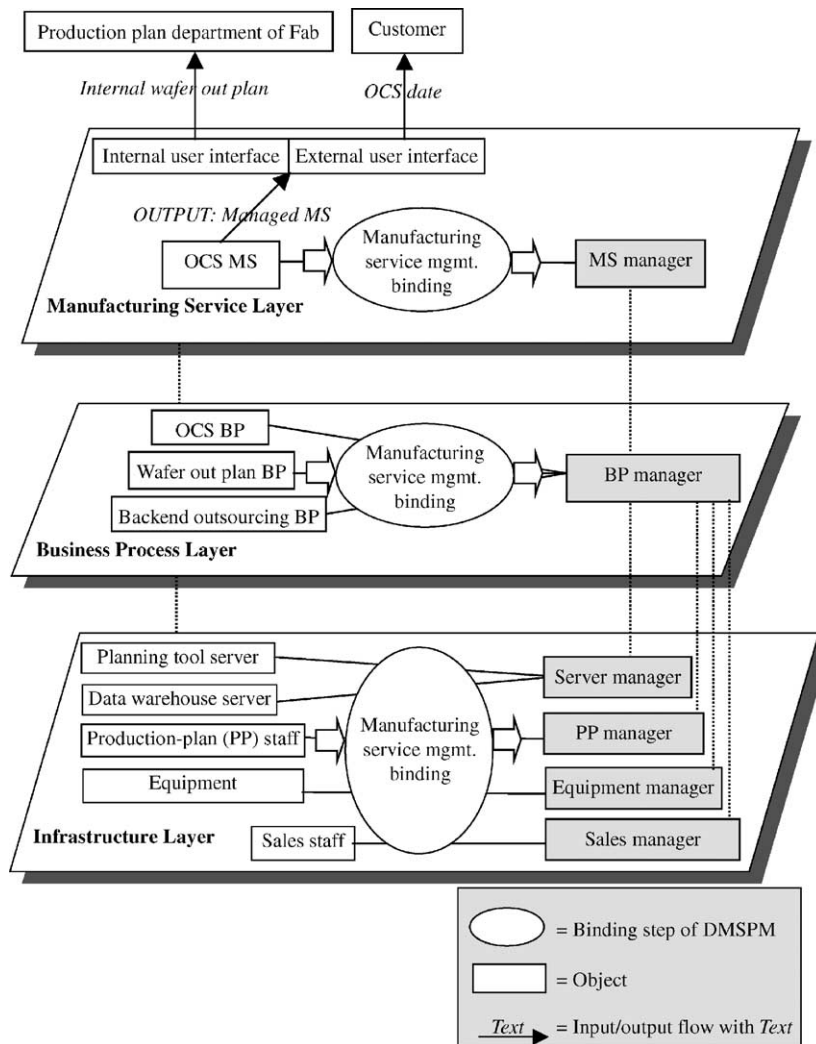 Production plan department of Fab
Customer
Internal wafer out plan
OCS date
Internal user interface
External user interface
OUTPUT: Managed MS
OCS MS
Manufacturing
service mgmt.
binding
MS manager
Manufacturing Service Layer
OCS BP
Wafer out plan BP
Backend outsourcing BP
Manufacturing
service mgmt.
binding
BP manager
Business Process Layer
Planning tool server
Data warehouse server
Production-plan (PP) staff
Equipment
Sales staff
Manufacturing
service mgmt.
binding
Server manager
PP manager
Equipment manager
Sales manager
Infrastructure Layer
= Binding step of DMSPM
= Object
Text = Input/output flow with Text